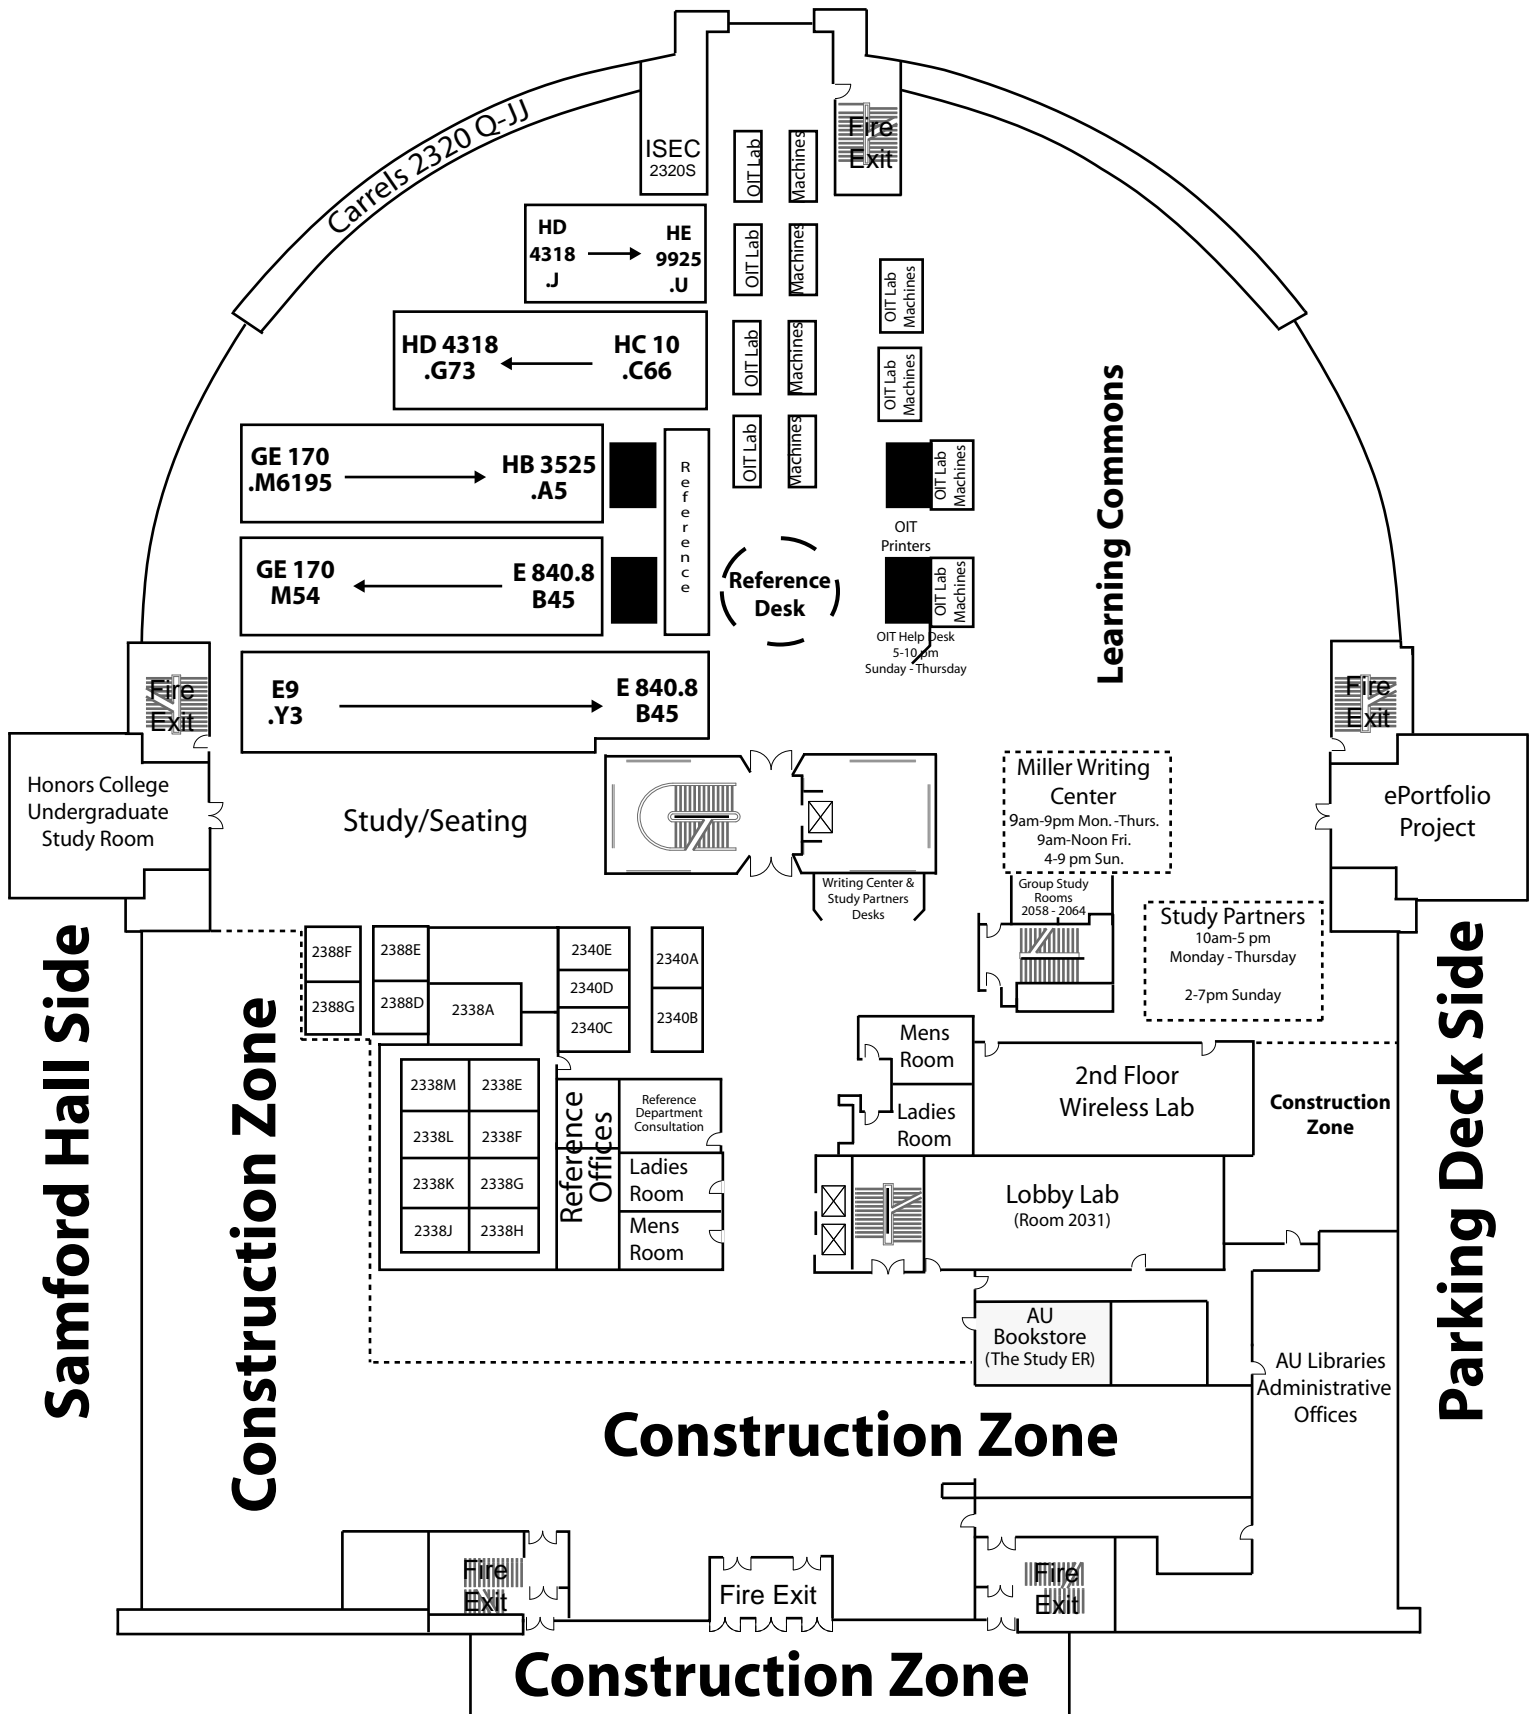 Carrels 2320 Q-JJ
ISEC
2320S
Fire
Exit
OIT Lab
Machines
OIT Lab
Machines
OIT Lab
Machines
OIT Lab
Machines
HD
4318
.J
HE
9925
.U
HD 4318
.G73
HC 10
.C66
GE 170
.M6195
HB 3525
.A5
GE 170
M54
E 840.8
B45
E9
.Y3
E 840.8
B45
Reference
Reference
Desk
OIT Lab
Machines
OIT Lab
Machines
OIT Lab
Machines
OIT
Printers
OIT Lab
Machines
OIT Help Desk
5-10 pm
Sunday - Thursday
Learning Commons
Fire
Exit
Fire
Exit
Honors College
Undergraduate
Study Room
Study/Seating
Miller Writing
Center
9am-9pm Mon. -Thurs.
9am-Noon Fri.
4-9 pm Sun.
ePortfolio
Project
Writing Center &
Study Partners
Desks
Group Study
Rooms
2058 - 2064
Study Partners
10am-5 pm
Monday - Thursday
2-7pm Sunday
Samford Hall Side
Construction Zone
2388F
2388G
2388E
2388D
2338A
2340E
2340D
2340C
2340A
2340B
2338M
2338E
2338L
2338F
2338K
2338G
2338J
2338H
Reference
Offices
Reference
Department
Consultation
Ladies
Room
Mens
Room
Mens
Room
Ladies
Room
2nd Floor
Wireless Lab
Construction
Zone
Lobby Lab
(Room 2031)
Parking Deck Side
AU
Bookstore
(The Study ER)
AU Libraries
Administrative
Offices
Construction Zone
Fire
Exit
Fire Exit
Fire
Exit
Construction Zone